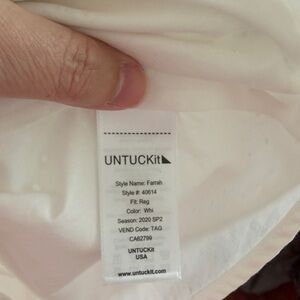 UNTUCKit
Style Name: Farrah
Style #: 40614
Fit: Reg
Color: Whi
Season: 2020 SP2
VEND Code: TAG
CA62799
UNTUCKit
USA
www.untuckit.com